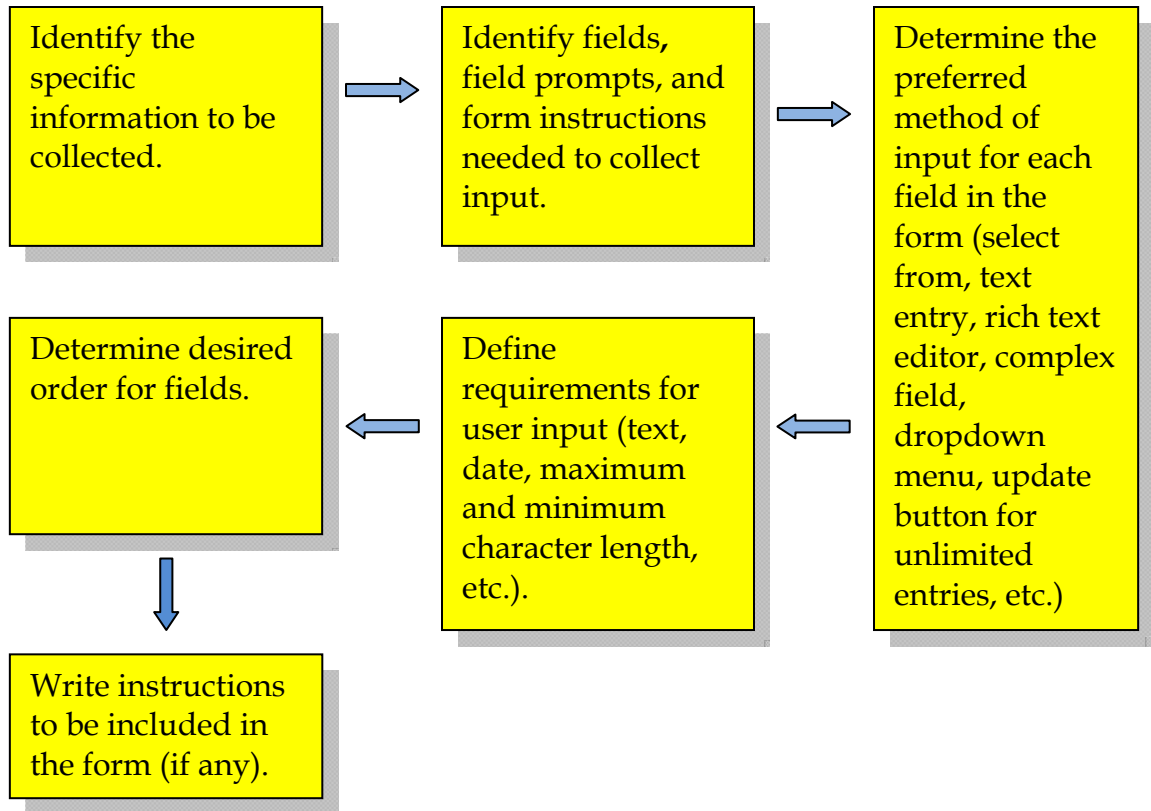 Identify the
specific
information to be
collected.
Identify fields,
field prompts, and
form instructions
needed to collect
input.
Determine the
preferred
method of
input for each
field in the
form (select
from, text
entry, rich text
editor, complex
field,
dropdown
menu, update
button for
unlimited
entries, etc.)
Define
requirements for
user input (text,
date, maximum
and minimum
character length,
etc.).
Determine desired
order for fields.
Write instructions
to be included in
the form (if any).